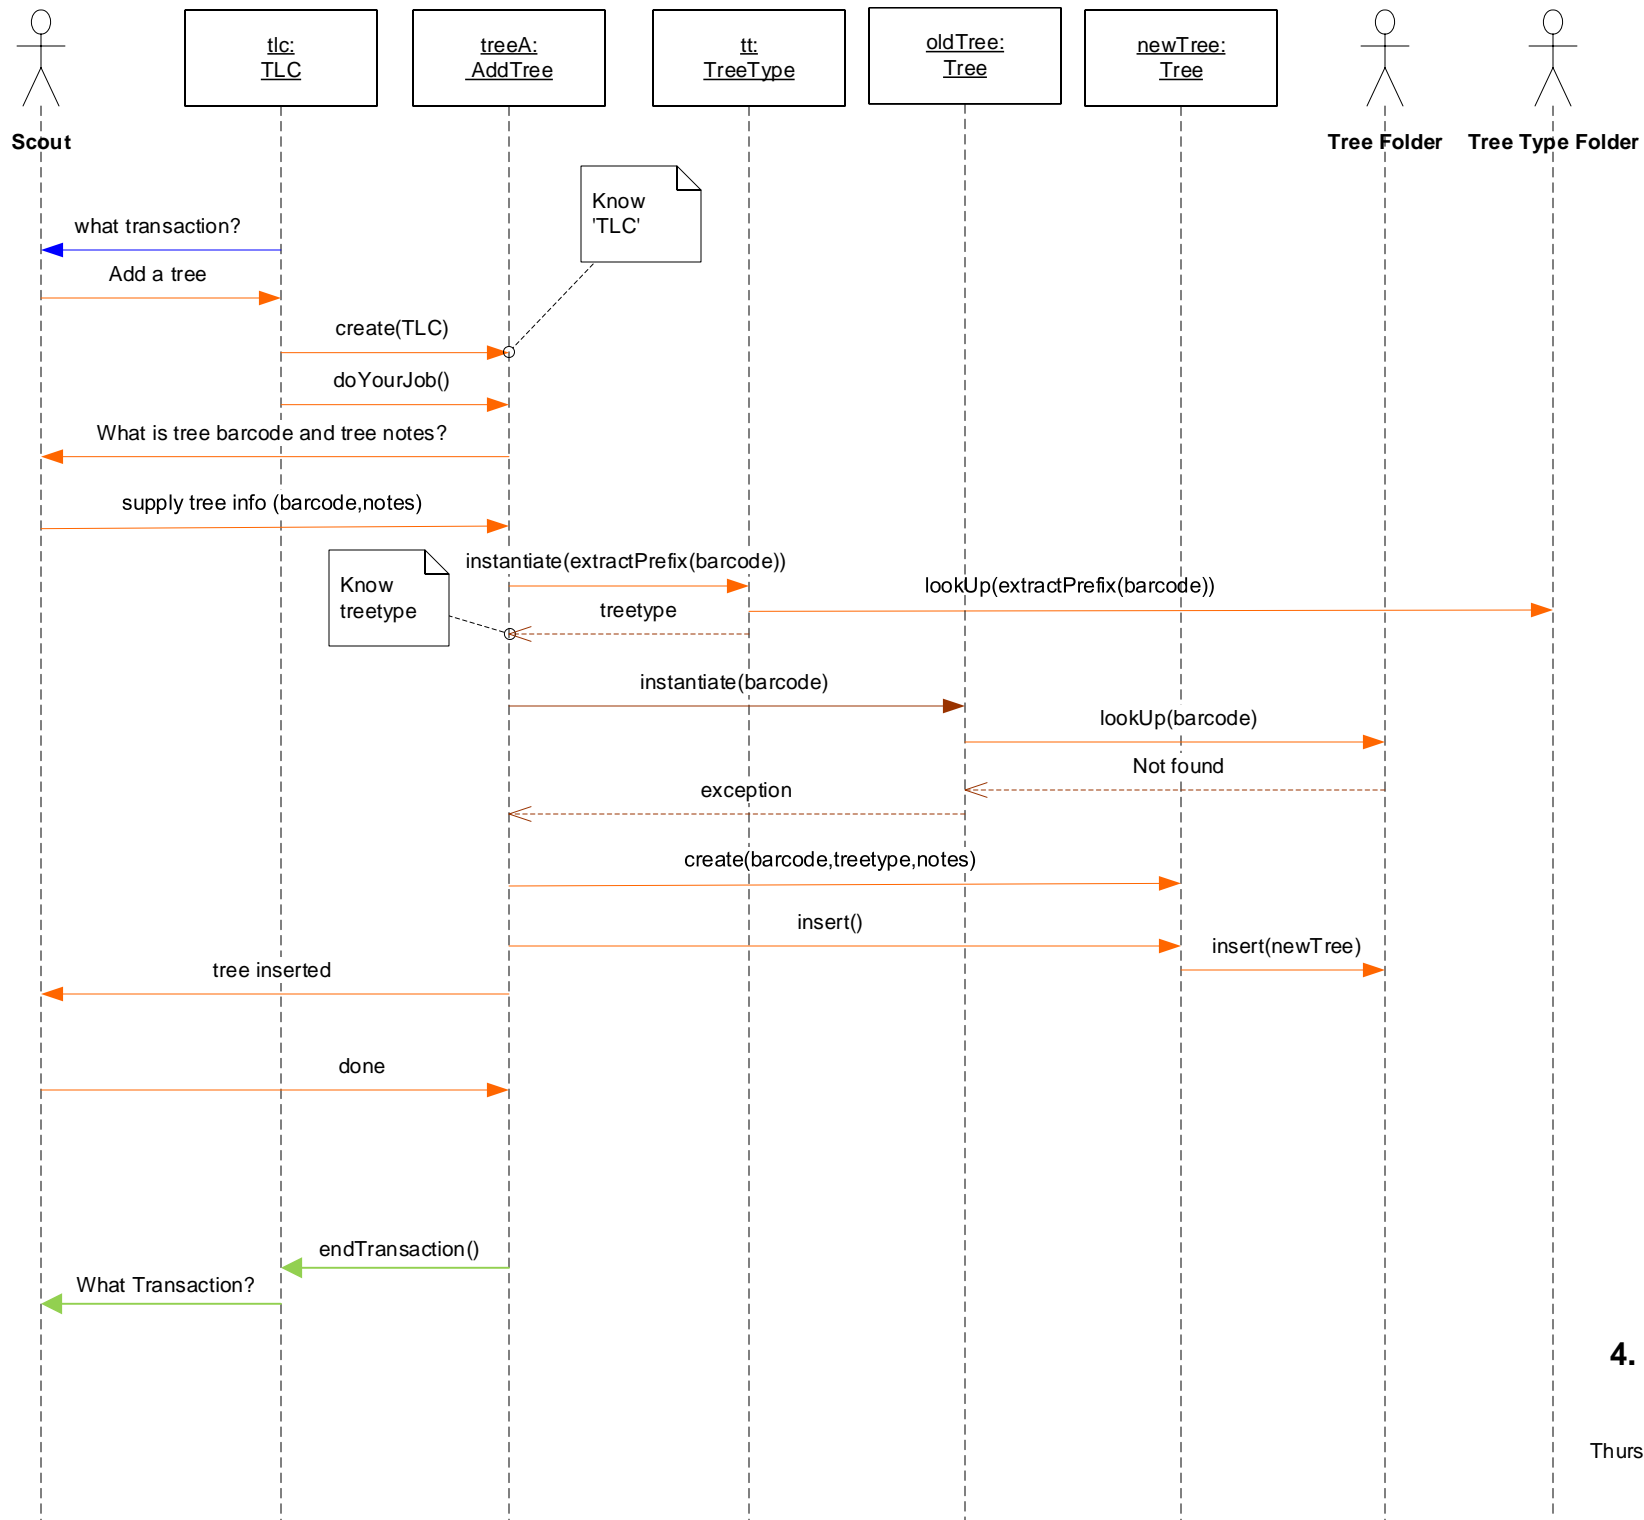 tlc:
TLC
treeA:
AddTree
tt:
TreeType
oldTree:
Tree
newTree:
Tree
Scout
Tree Folder
Tree Type Folder
Know
'TLC'
what transaction?
Add a tree
create(TLC)
doYourJob()
What is tree barcode and tree notes?
supply tree info (barcode,notes)
instantiate(extractPrefix(barcode))
Know
treetype
lookUp(extractPrefix(barcode))
treetype
instantiate(barcode)
lookUp(barcode)
Not found
exception
create(barcode,treetype,notes)
insert()
insert(newTree)
tree inserted
done
endTransaction()
What Transaction?
4.
Thurs